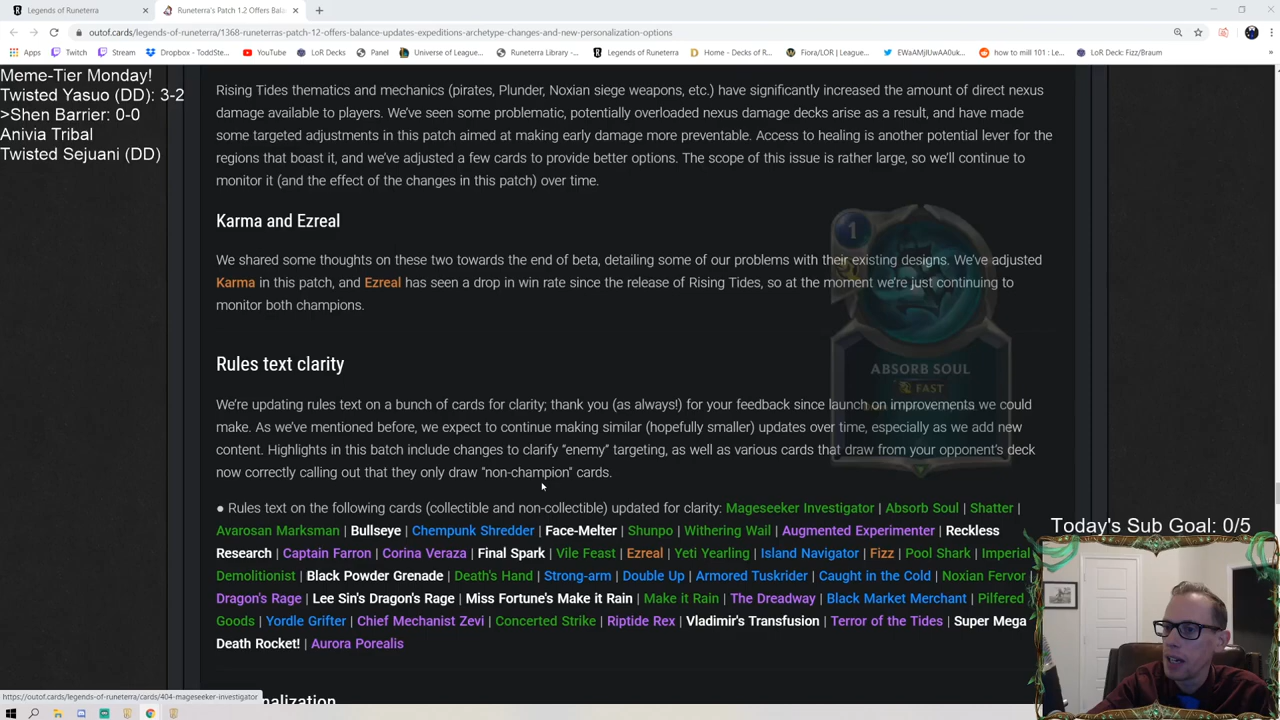 Legends of Runeterra
Runeterra's Patch 1.2 Offers Bala
outof.cards/legends-of-runeterra/1368-runeterras-patch-12-offers-balance-updates-expeditions-archetype-changes-and-new-personalization-options
Apps Twitch Stream Dropbox - ToddSte... YouTube LoR Decks Panel Universe of League... Runeterra Library -... Legends of Runeterra Home – Decks of R... Fiora/LOR | League... EWaAMjIUwAA0uk... how to mill 101 : Le... LoR Deck: Fizz/Braum
Meme-Tier Monday!
Twisted Yasuo (DD): 3-2
>Shen Barrier: 0-0
Anivia Tribal
Twisted Sejuani (DD)
Rising Tides thematics and mechanics (pirates, Plunder, Noxian siege weapons, etc.) have significantly increased the amount of direct nexus
damage available to players. We've seen some problematic, potentially overloaded nexus damage decks arise as a result, and have made
some targeted adjustments in this patch aimed at making early damage more preventable. Access to healing is another potential lever for the
regions that boast it, and we've adjusted a few cards to provide better options. The scope of this issue is rather large, so we'll continue to
monitor it (and the effect of the changes in this patch) over time.
Karma and Ezreal
We shared some thoughts on these two towards the end of beta, detailing some of our problems with their existing designs. We've adjusted
Karma in this patch, and Ezreal has seen a drop in win rate since the release of Rising Tides, so at the moment we're just continuing to
monitor both champions.
1
ABSORB SOUL
FAST
Rules text clarity
We're updating rules text on a bunch of cards for clarity; thank you (as always!) for your feedback since launch on improvements we could
make. As we've mentioned before, we expect to continue making similar (hopefully smaller) updates over time, especially as we add new
content. Highlights in this batch include changes to clarify “enemy” targeting, as well as various cards that draw from your opponent's deck
now correctly calling out that they only draw "non-champion" cards.
● Rules text on the following cards (collectible and non-collectible) updated for clarity: Mageseeker Investigator | Absorb Soul | Shatter |
Avarosan Marksman | Bullseye | Chempunk Shredder | Face-Melter | Shunpo | Withering Wail | Augmented Experimenter | Reckless
Research | Captain Farron | Corina Veraza | Final Spark | Vile Feast | Ezreal | Yeti Yearling | Island Navigator | Fizz | Pool Shark | Imperial
Demolitionist | Black Powder Grenade | Death's Hand | Strong-arm | Double Up | Armored Tuskrider | Caught in the Cold | Noxian Fervor |
Dragon's Rage | Lee Sin's Dragon's Rage | Miss Fortune's Make it Rain | Make it Rain | The Dreadway | Black Market Merchant | Pilfered
Goods | Yordle Grifter | Chief Mechanist Zevi | Concerted Strike | Riptide Rex | Vladimir's Transfusion | Terror of the Tides | Super Mega
Death Rocket! | Aurora Porealis
Today's Sub Goal: 0/5
https://outof.cards/legends-of-runeterra/cards/404-mageseeker-investigator